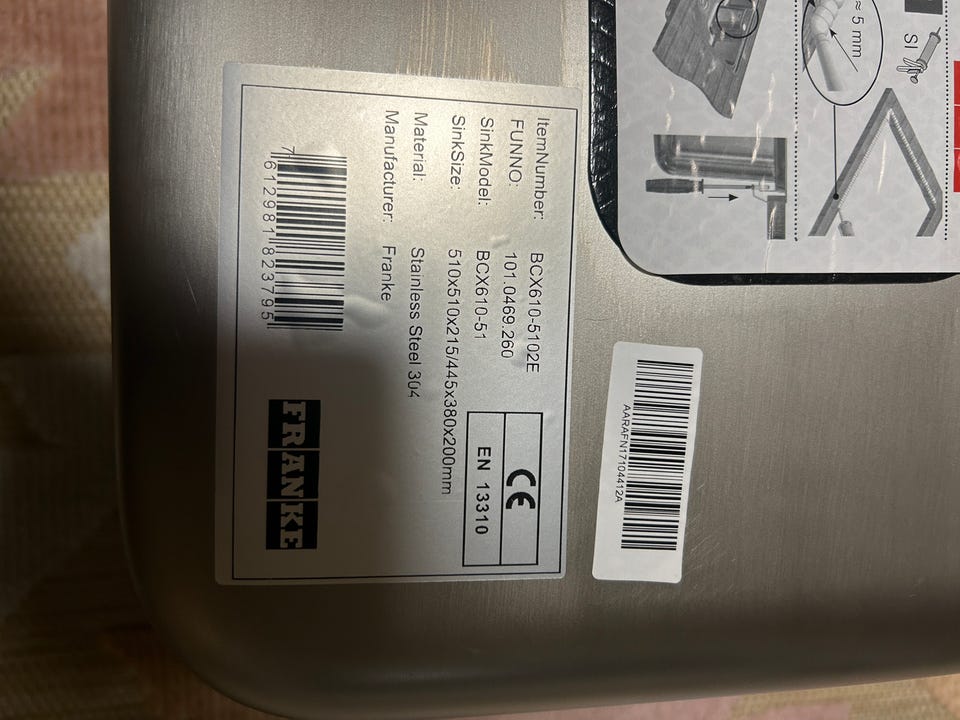 ItemNumber: BCX610-5102E
FUNNO: 101.0469.260
SinkModel: BCX610-51
SinkSize: 510x510x215/445x380x200mm
Material: Stainless Steel 304
Manufacturer: Franke
CE
EN 13310
7 612981 823795
FRANKE
AARAFN17104412A
≈ 5 mm
SI